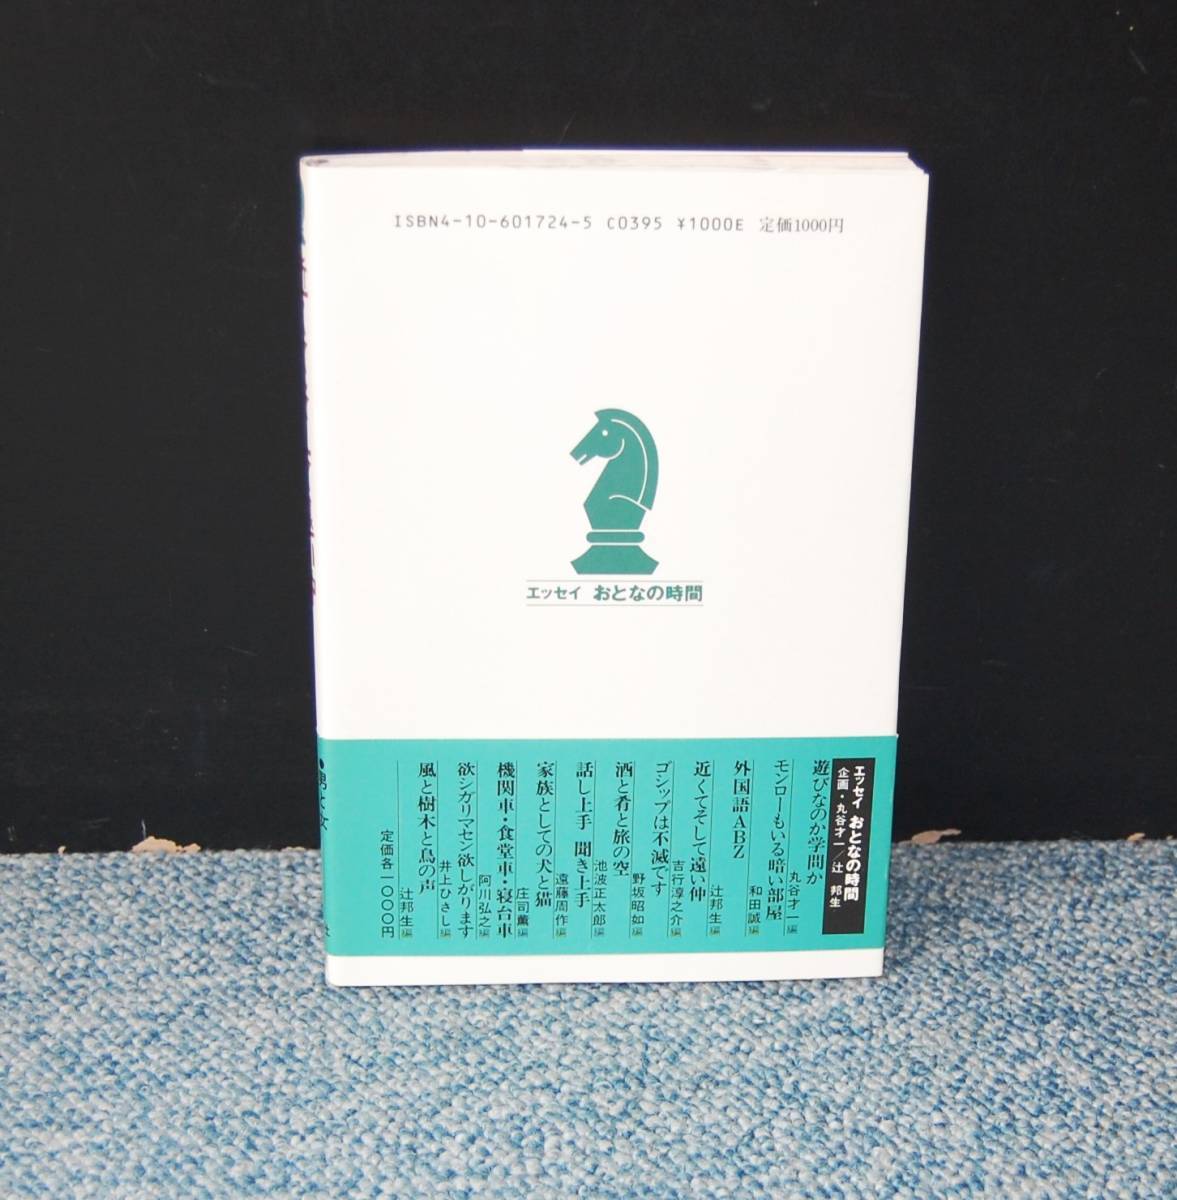 ISBN4-10-601724-5 C0395 ¥1000E 定価1000円
エッセイ おとなの時間
エッセイ おとなの時間
企画・丸谷才一／辻 邦生
遊びなのか学問か
丸谷才一編
モンローもいる暗い部屋
和田誠編
外国語ABZ
辻邦生編
近くてそして遠い仲
吉行淳之介編
ゴシップは不滅です
野坂昭如編
酒と肴と旅の空
池波正太郎編
話し上手 聞き上手
遠藤周作編
家族としての犬と猫
庄司薫編
機関車・食堂車・寝台車
阿川弘之編
欲シガリマセン欲しがります
井上ひさし編
風と樹木と鳥の声
辻邦生編
定価各一〇〇〇円